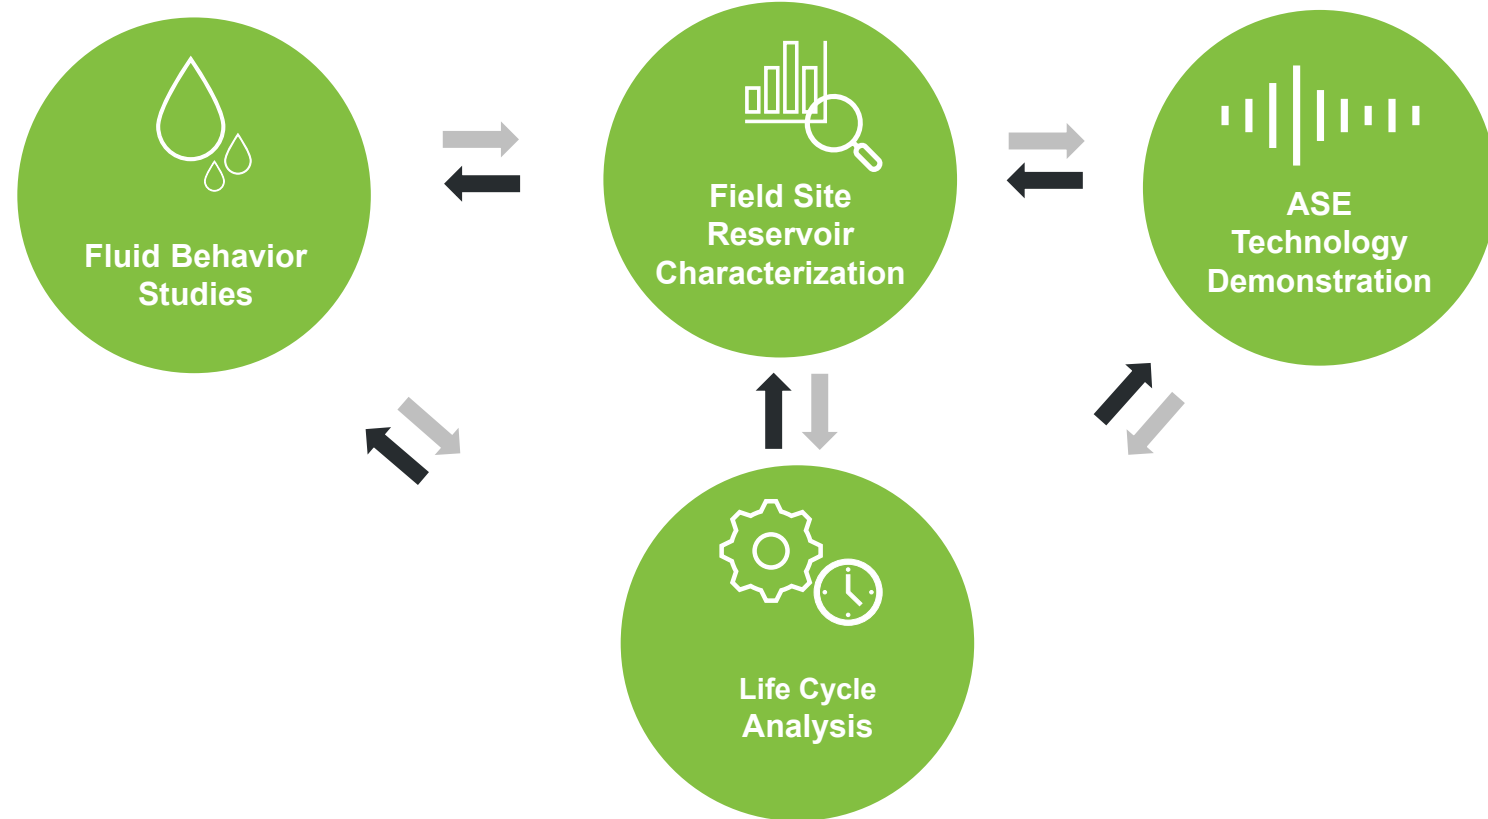 Fluid Behavior
Studies
Field Site
Reservoir
Characterization
ASE
Technology
Demonstration
Life Cycle
Analysis